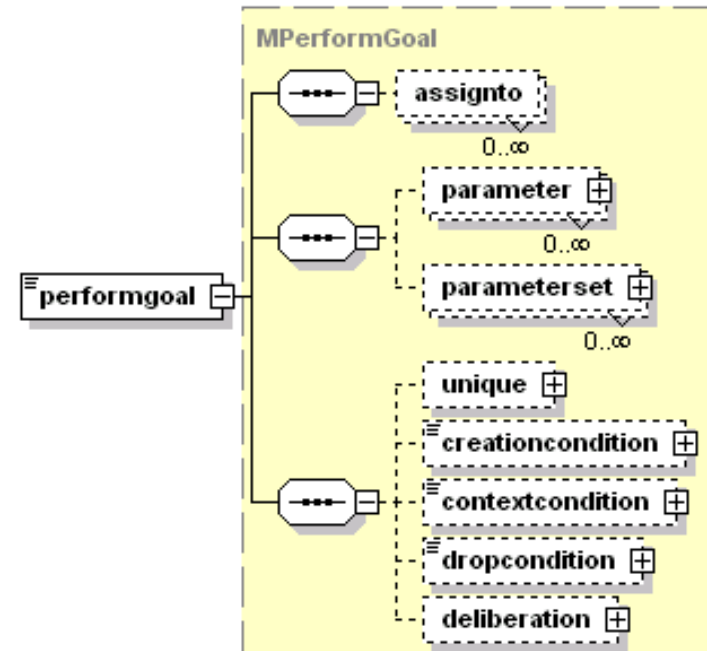 MPerformGoal
assignto
0..∞
parameter
0..∞
performgoal
parameterset
0..∞
unique
creationcondition
contextcondition
dropcondition
deliberation